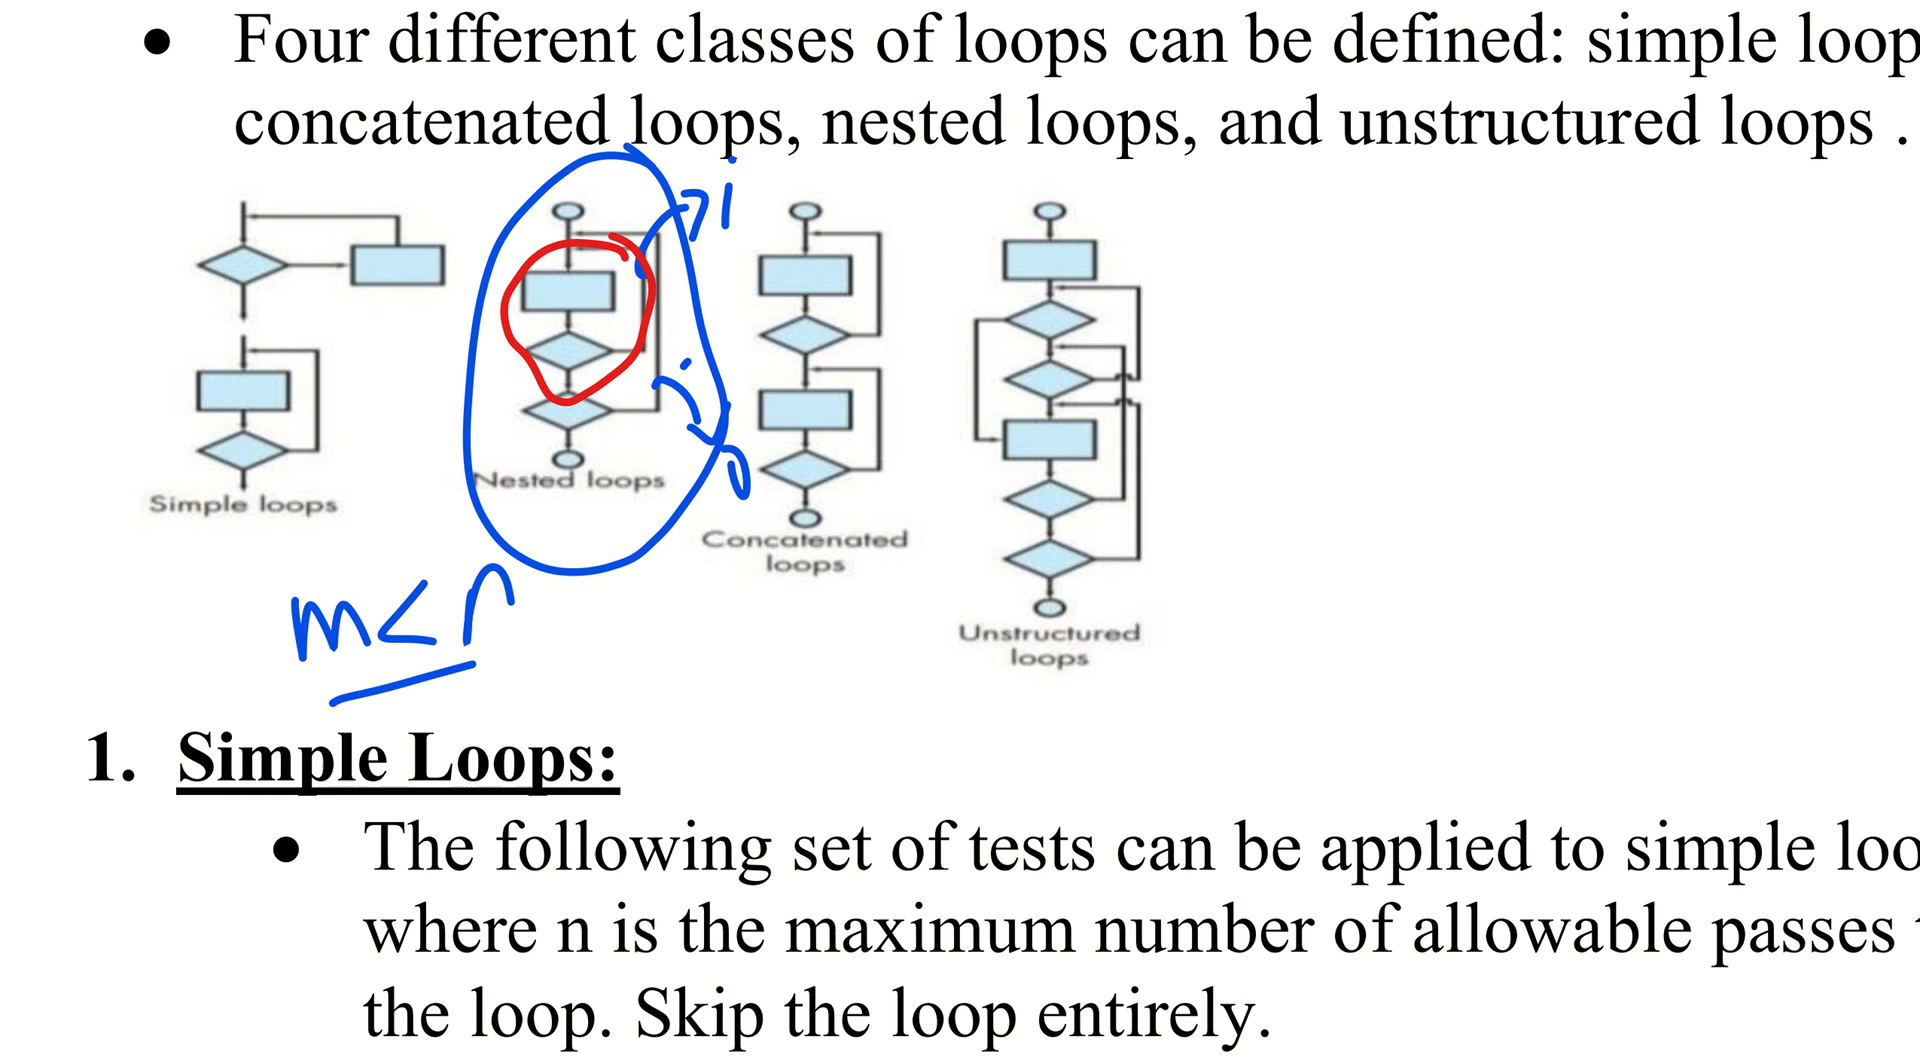 • Four different classes of loops can be defined: simple loop
concatenated loops, nested loops, and unstructured loops .
i
j
Simple loops
Nested loops
Concatenated
loops
Unstructured
loops
m<n
1. Simple Loops:
• The following set of tests can be applied to simple loo
where n is the maximum number of allowable passes
the loop. Skip the loop entirely.